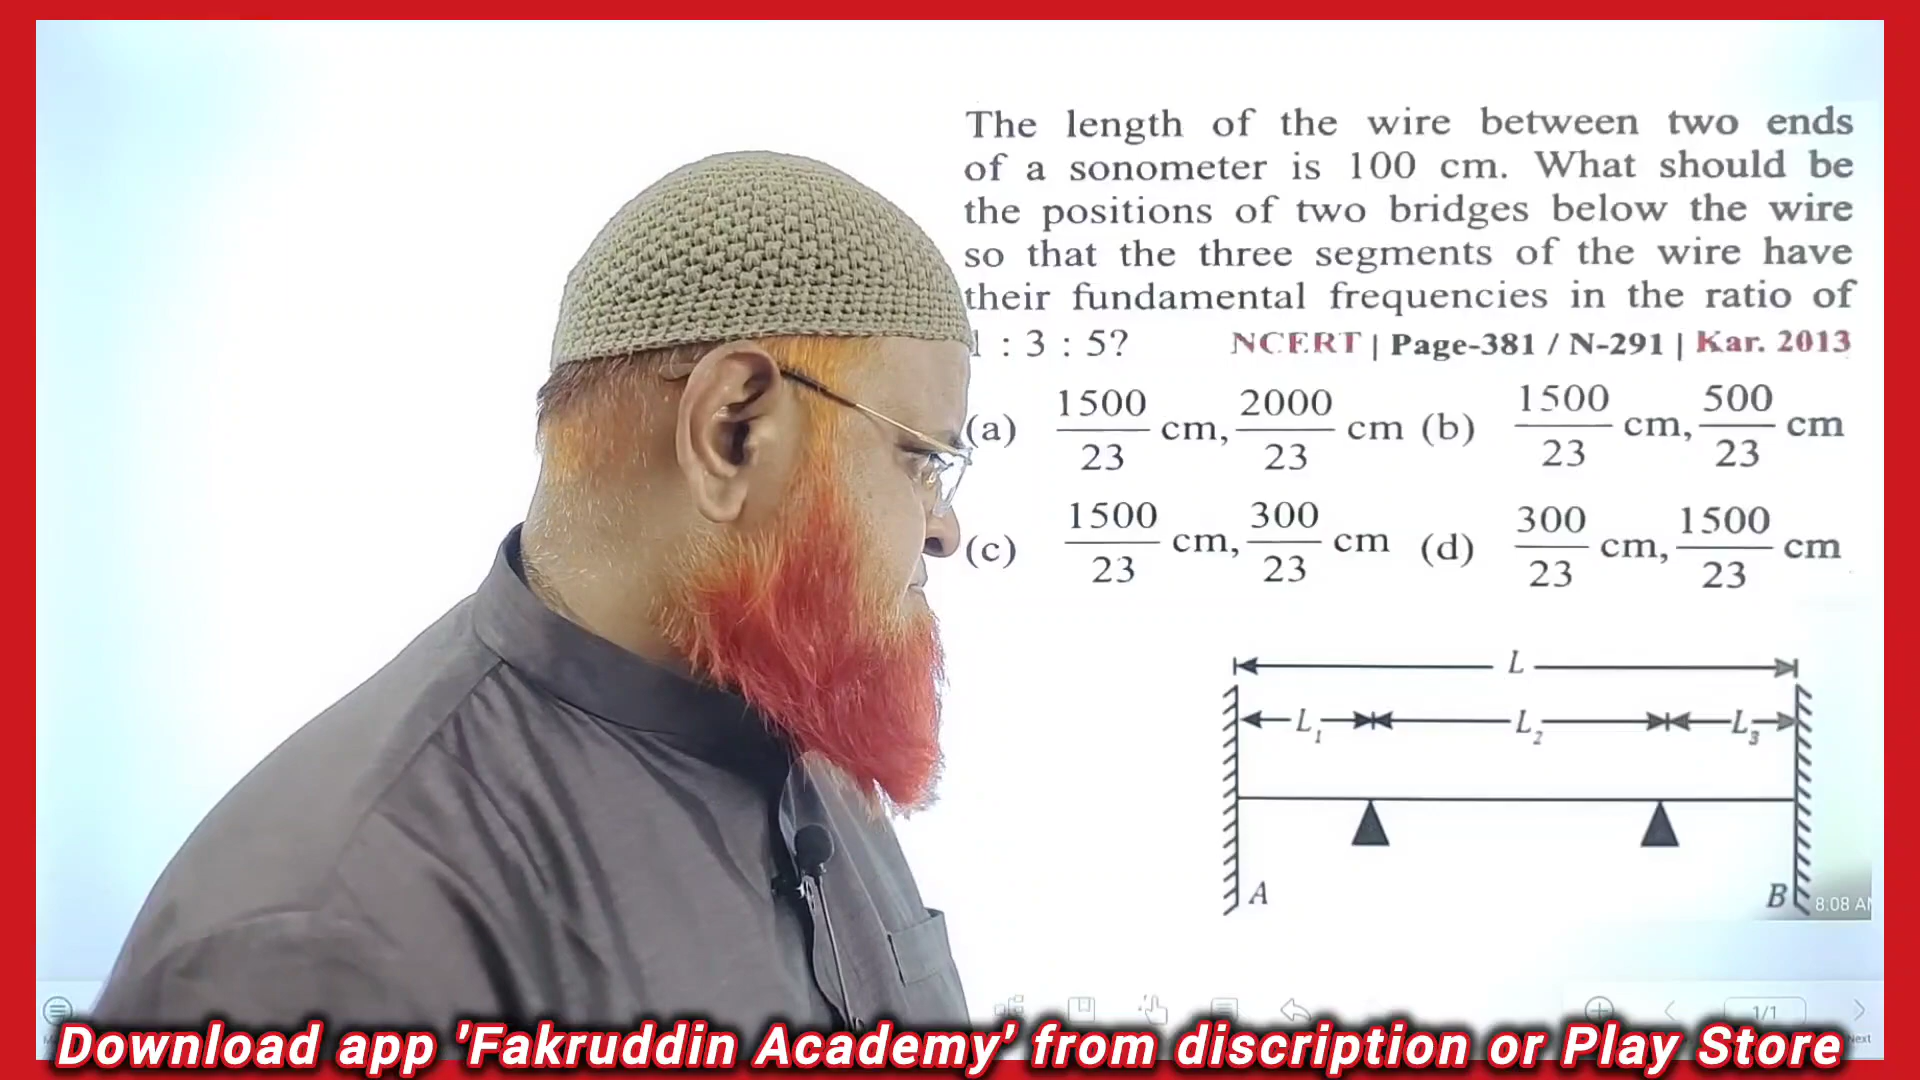 The length of the wire between two ends
of a sonometer is 100 cm. What should be
the positions of two bridges below the wire
so that the three segments of the wire have
their fundamental frequencies in the ratio of
1 : 3 : 5? NCERT | Page-381 / N-291 | Kar. 2013
(a) 1500/23 cm, 2000/23 cm (b) 1500/23 cm, 500/23 cm
(c) 1500/23 cm, 300/23 cm (d) 300/23 cm, 1500/23 cm
L
L₁ L₂ L₃
A B
8:08 AM
1/1
Next
Download app 'Fakruddin Academy' from discription or Play Store